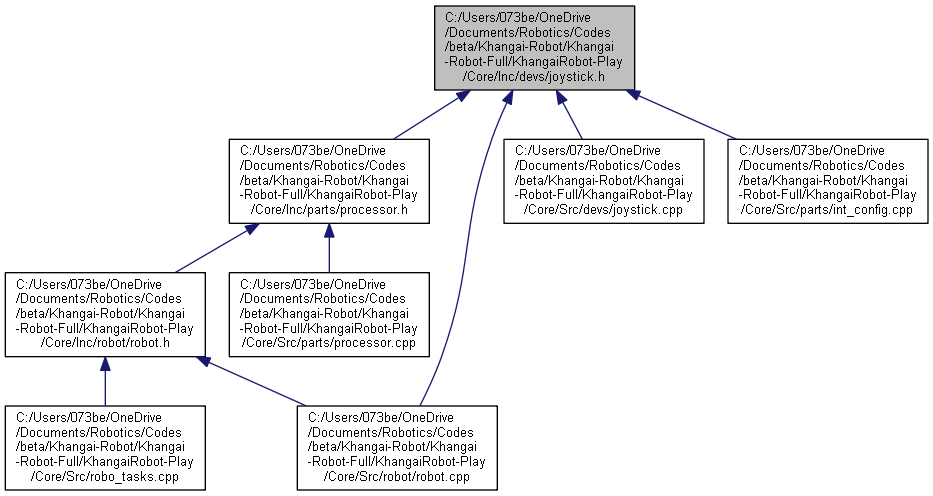 C:/Users/073be/OneDrive
/Documents/Robotics/Codes
/beta/Khangai-Robot/Khangai
-Robot-Full/KhangaiRobot-Play
/Core/Inc/devs/joystick.h
C:/Users/073be/OneDrive
/Documents/Robotics/Codes
/beta/Khangai-Robot/Khangai
-Robot-Full/KhangaiRobot-Play
/Core/Inc/parts/processor.h
C:/Users/073be/OneDrive
/Documents/Robotics/Codes
/beta/Khangai-Robot/Khangai
-Robot-Full/KhangaiRobot-Play
/Core/Src/devs/joystick.cpp
C:/Users/073be/OneDrive
/Documents/Robotics/Codes
/beta/Khangai-Robot/Khangai
-Robot-Full/KhangaiRobot-Play
/Core/Src/parts/int_config.cpp
C:/Users/073be/OneDrive
/Documents/Robotics/Codes
/beta/Khangai-Robot/Khangai
-Robot-Full/KhangaiRobot-Play
/Core/Inc/robot/robot.h
C:/Users/073be/OneDrive
/Documents/Robotics/Codes
/beta/Khangai-Robot/Khangai
-Robot-Full/KhangaiRobot-Play
/Core/Src/parts/processor.cpp
C:/Users/073be/OneDrive
/Documents/Robotics/Codes
/beta/Khangai-Robot/Khangai
-Robot-Full/KhangaiRobot-Play
/Core/Src/robo_tasks.cpp
C:/Users/073be/OneDrive
/Documents/Robotics/Codes
/beta/Khangai-Robot/Khangai
-Robot-Full/KhangaiRobot-Play
/Core/Src/robot/robot.cpp